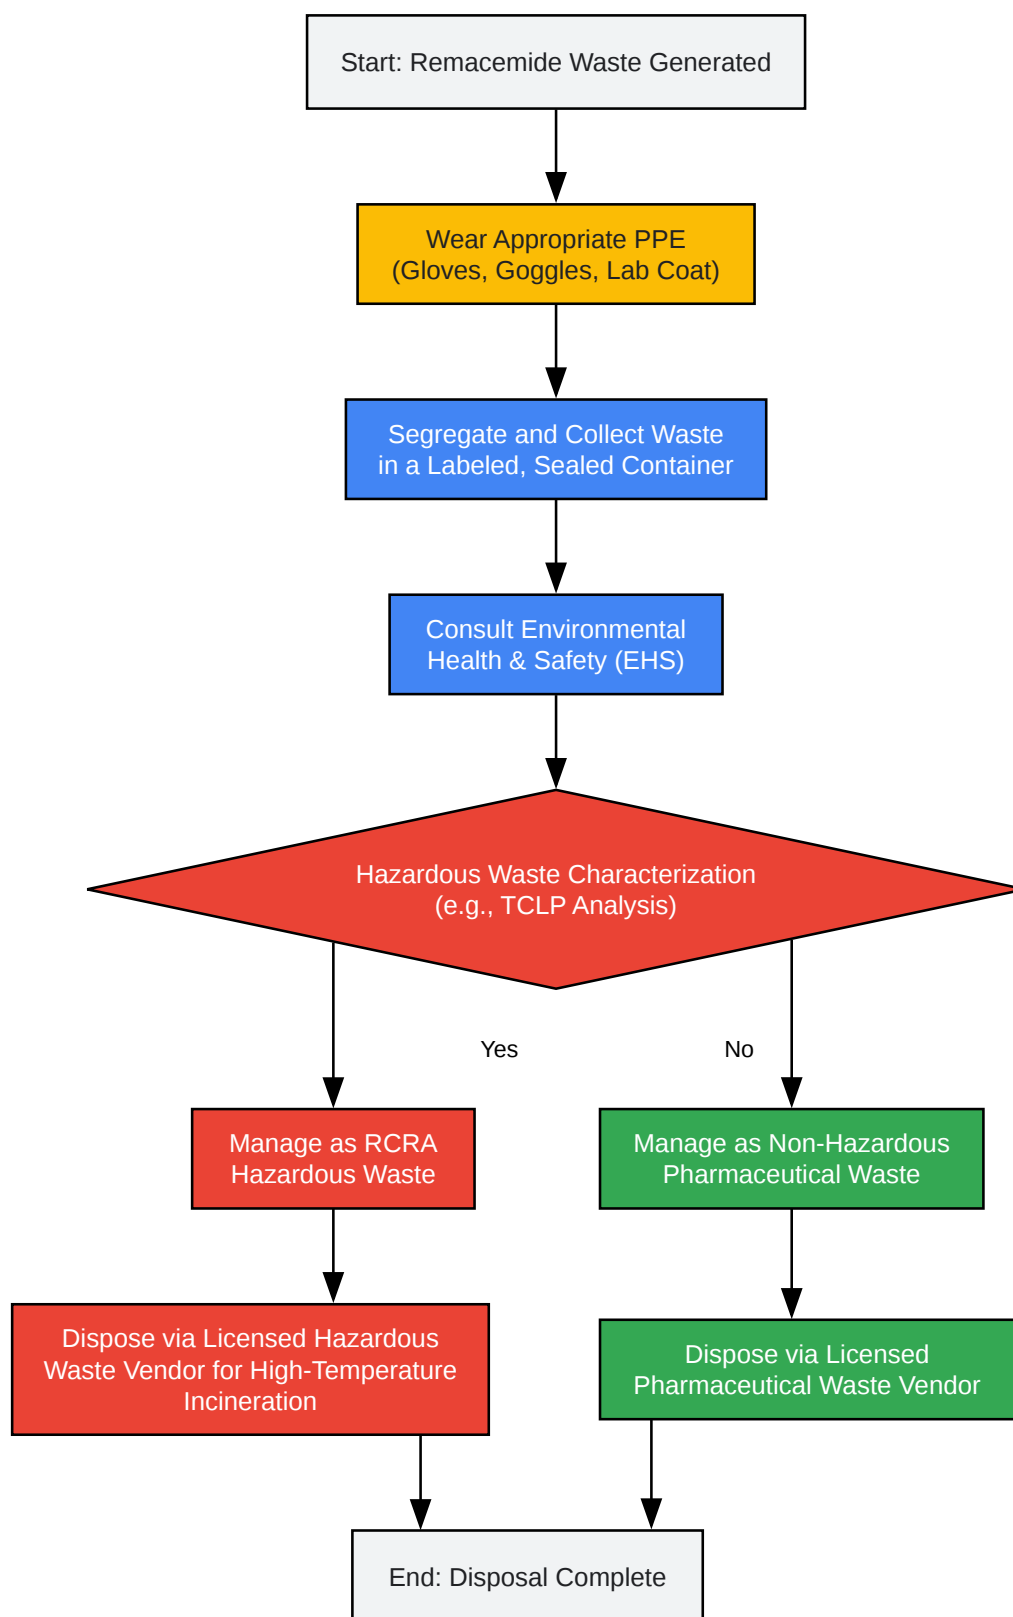 Start: Remacemide Waste Generated
Wear Appropriate PPE
(Gloves, Goggles, Lab Coat)
Segregate and Collect Waste
in a Labeled, Sealed Container
Consult Environmental
Health & Safety (EHS)
Hazardous Waste Characterization
(e.g., TCLP Analysis)
Yes
No
Manage as RCRA
Hazardous Waste
Manage as Non-Hazardous
Pharmaceutical Waste
Dispose via Licensed Hazardous
Waste Vendor for High-Temperature
Incineration
Dispose via Licensed
Pharmaceutical Waste Vendor
End: Disposal Complete